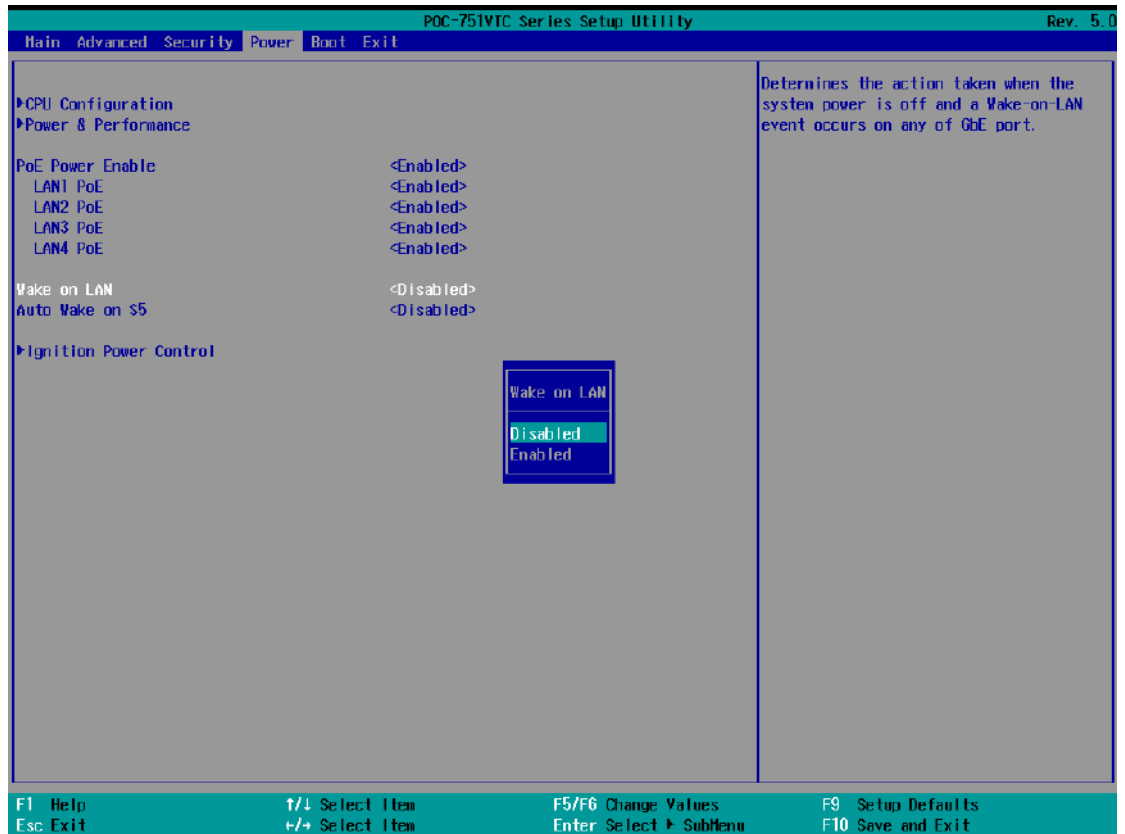 POC-751VTC Series Setup Utility Rev. 5.0
Main Advanced Security Power Boot Exit
►CPU Configuration
►Power & Performance
PoE Power Enable <Enabled>
LAN1 PoE <Enabled>
LAN2 PoE <Enabled>
LAN3 PoE <Enabled>
LAN4 PoE <Enabled>
Wake on LAN <Disabled>
Auto Wake on S5 <Disabled>
►Ignition Power Control
Wake on LAN
Disabled
Enabled
Determines the action taken when the
system power is off and a Wake-on-LAN
event occurs on any of GbE port.
F1 Help ↑/↓ Select Item F5/F6 Change Values F9 Setup Defaults
Esc Exit ←/→ Select Item Enter Select ► SubMenu F10 Save and Exit